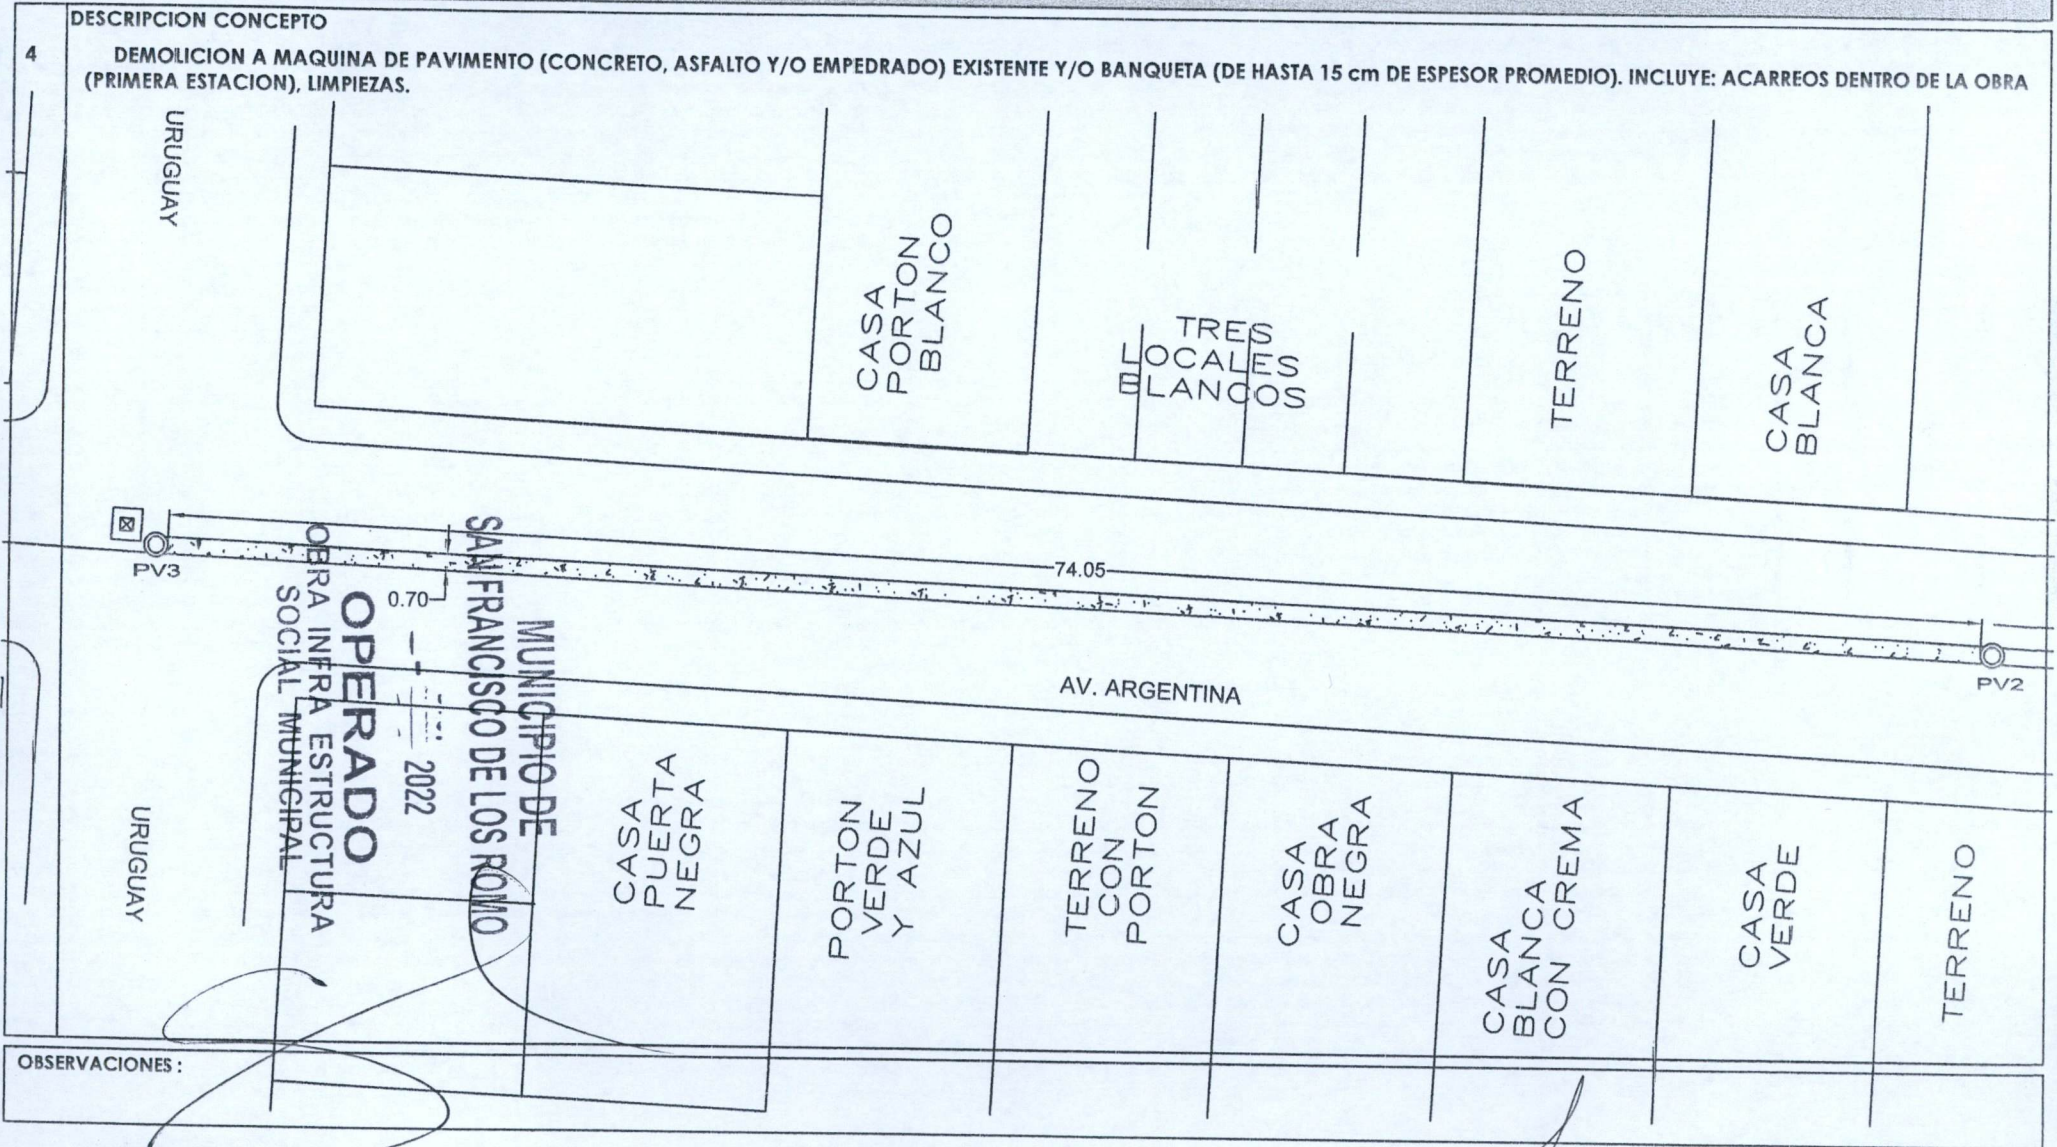 DESCRIPCION CONCEPTO
4
DEMOLICION A MAQUINA DE PAVIMENTO (CONCRETO, ASFALTO Y/O EMPEDRADO) EXISTENTE Y/O BANQUETA (DE HASTA 15 cm DE ESPESOR PROMEDIO). INCLUYE: ACARREOS DENTRO DE LA OBRA
(PRIMERA ESTACION), LIMPIEZAS.
URUGUAY
CASA
PORTON
BLANCO
TRES
LOCALES
BLANCOS
TERRENO
CASA
BLANCA
PV3
0.70
74.05
PV2
AV. ARGENTINA
MUNICIPIO DE
SAN FRANCISCO DE LOS ROMO
2022
OPERADO
OBRA INFRA ESTRUCTURA
SOCIAL MUNICIPAL
URUGUAY
CASA
PUERTA
NEGRA
PORTON
VERDE
Y AZUL
TERRENO
CON
PORTON
CASA
OBRA
NEGRA
CASA
BLANCA
CON CREMA
CASA
VERDE
TERRENO
OBSERVACIONES :